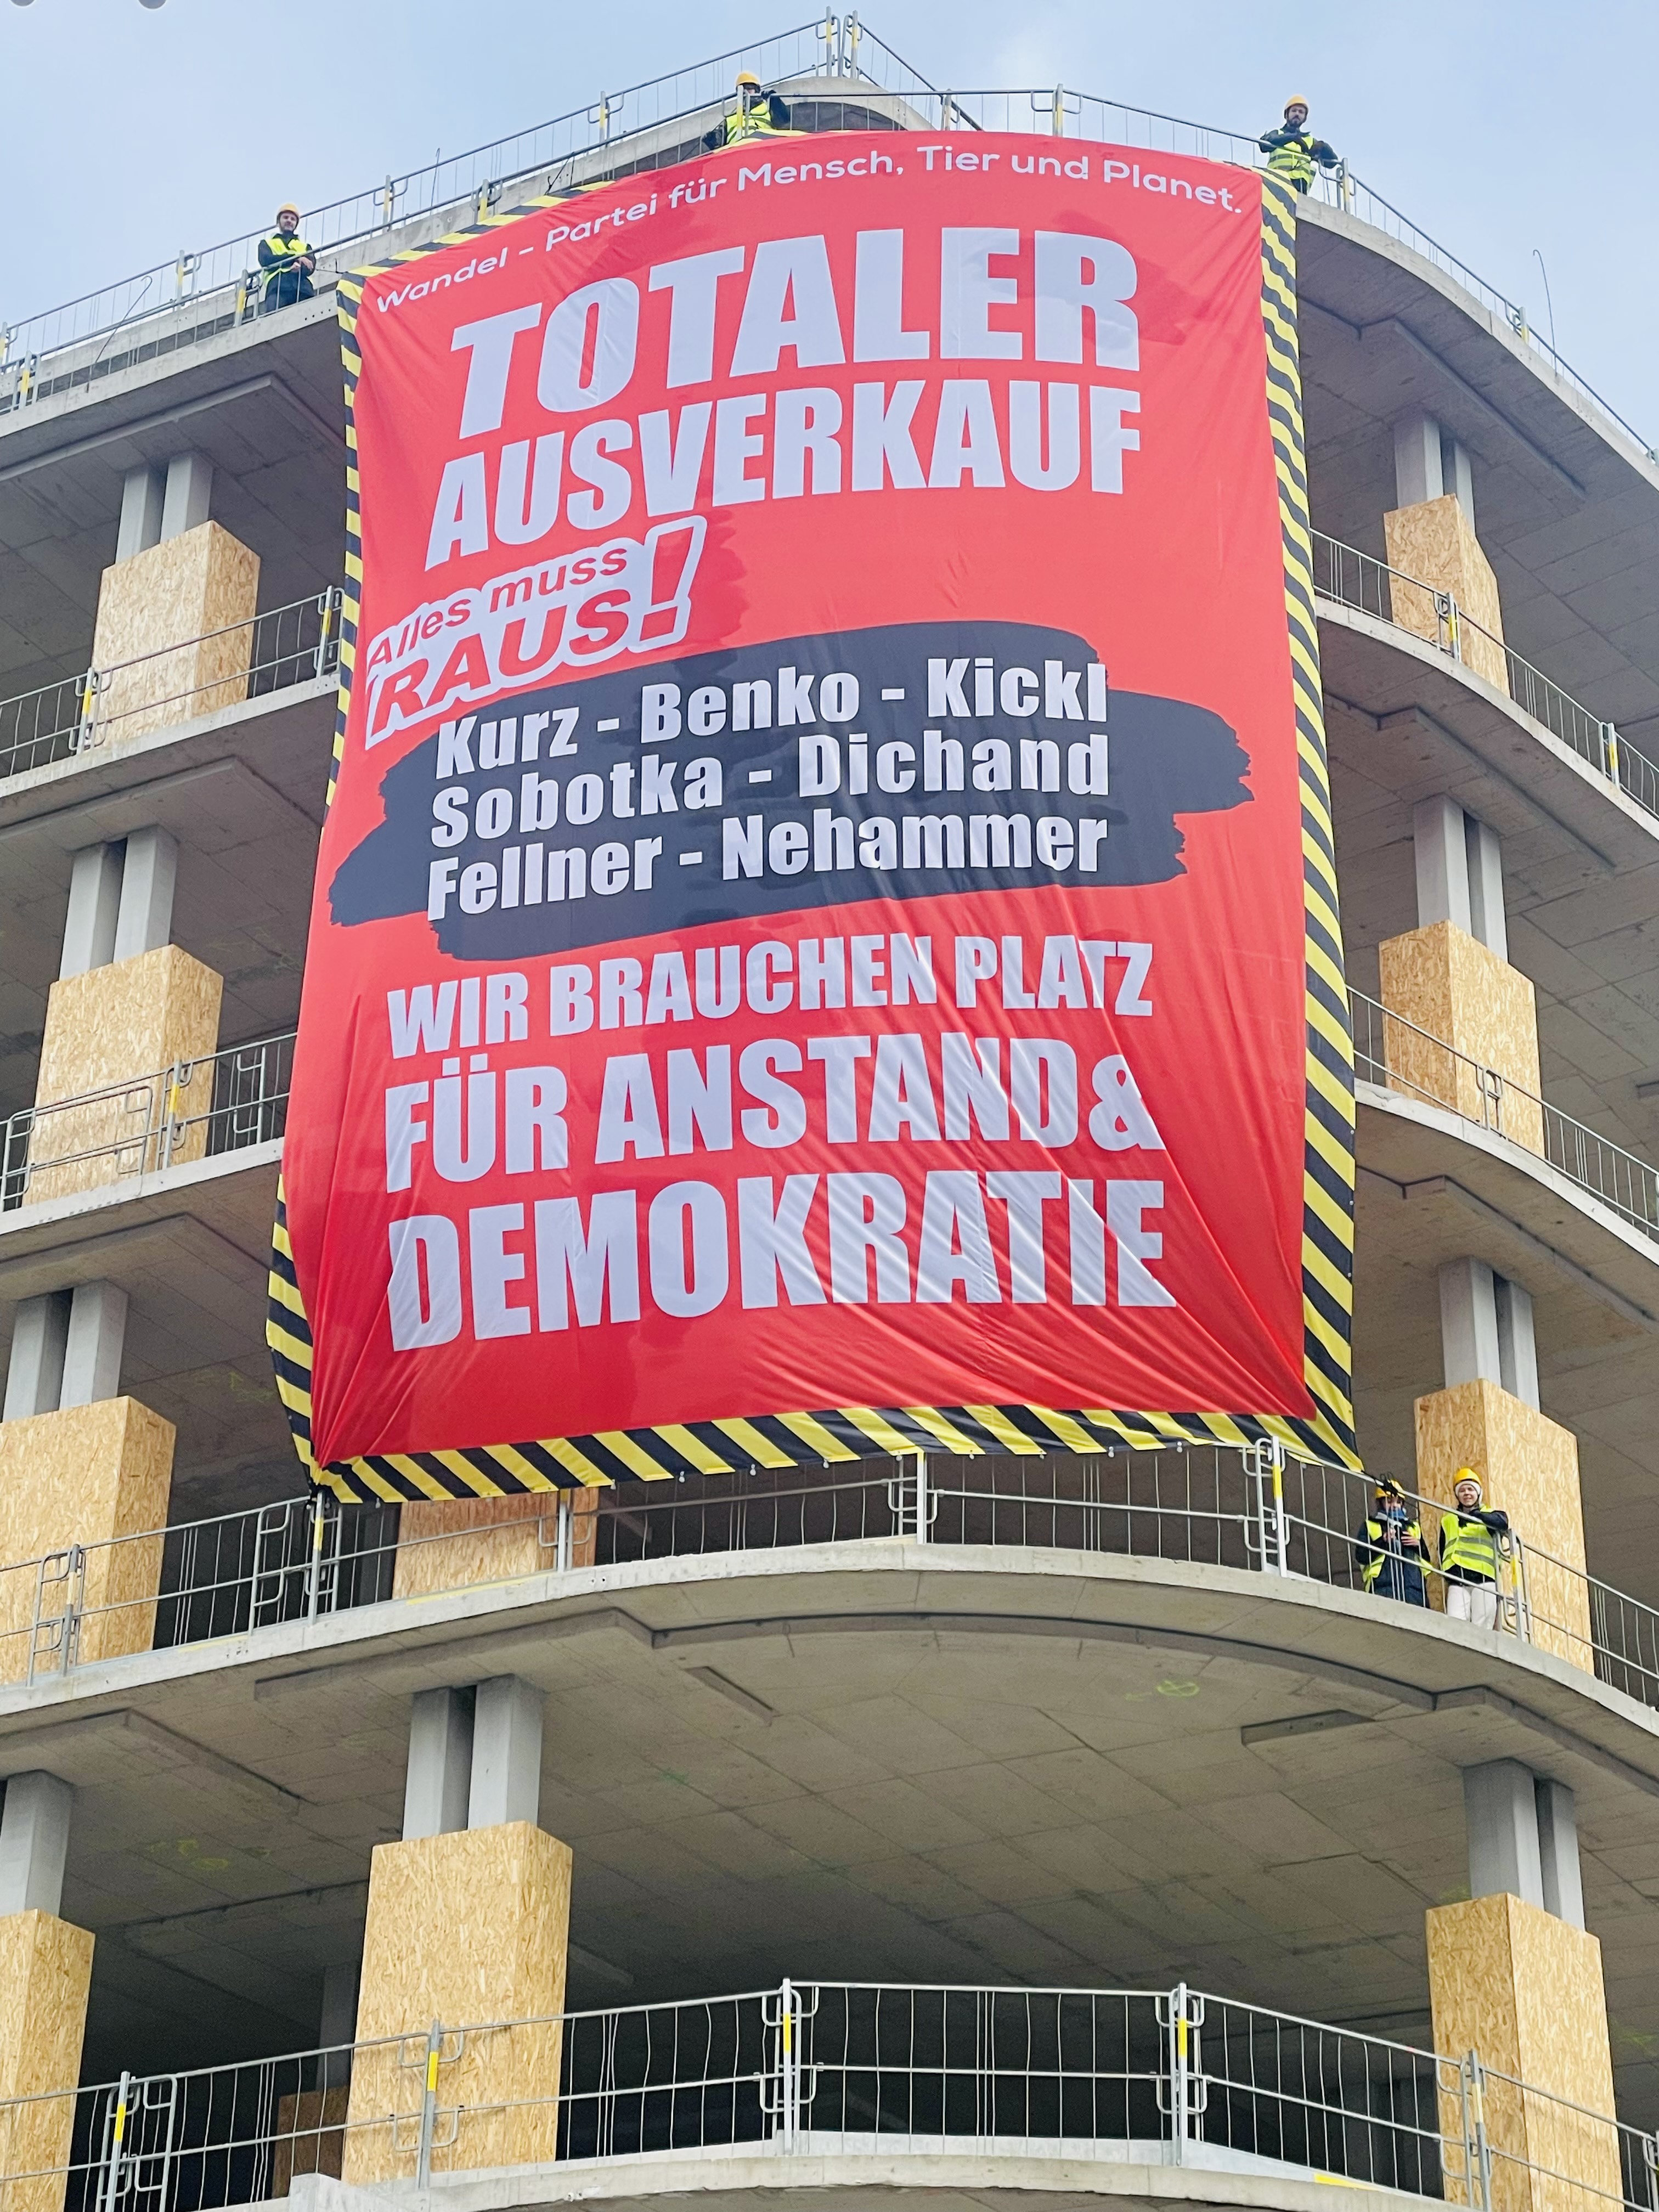 Wandel - Partei für Mensch, Tier und Planet.
TOTALER
AUSVERKAUF
Alles muss
RAUS!
Kurz - Benko - Kickl
Sobotka - Dichand
Fellner - Nehammer
WIR BRAUCHEN PLATZ
FÜR ANSTAND&
DEMOKRATIE